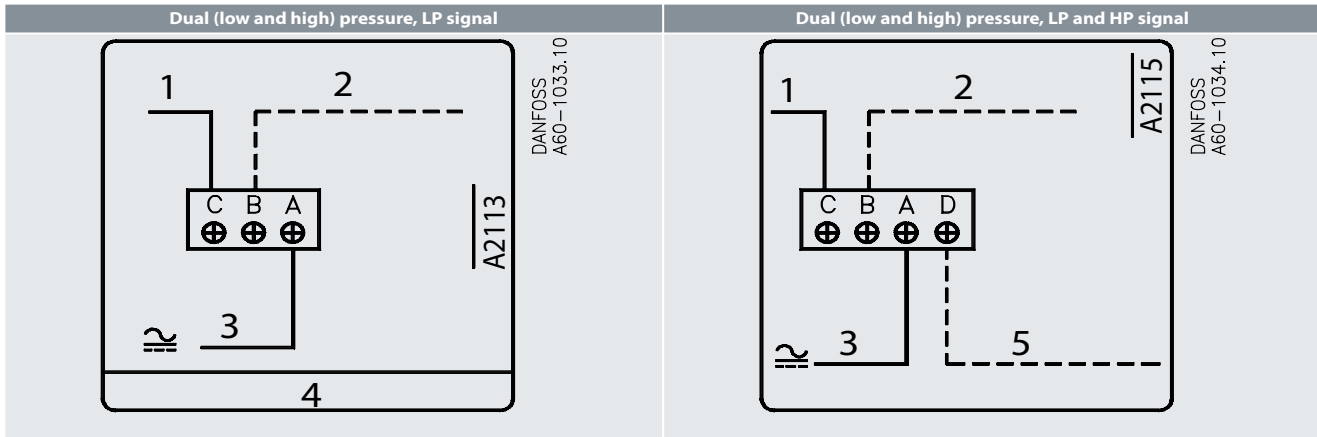 Dual (low and high) pressure, LP signal
1
2
DANFOSS
A60-1033.10
C B A
A2113
3
4
Dual (low and high) pressure, LP and HP signal
1
2
A2115
DANFOSS
A60-1034.10
C B A D
3
5